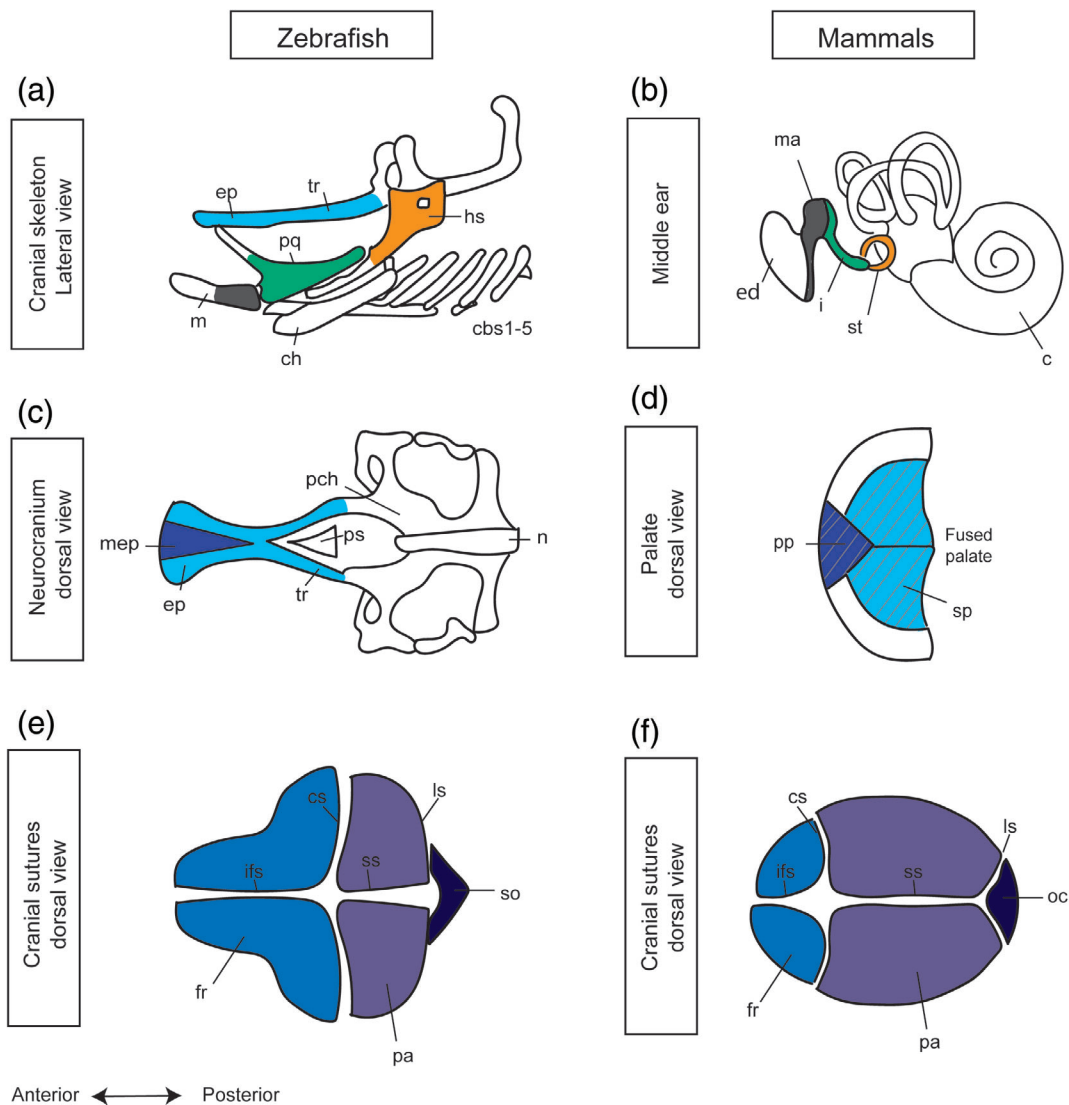 Zebrafish
Mammals
(a)
Cranial skeleton
Lateral view
ep
tr
hs
pq
m
ch
cbs1-5
(b)
Middle ear
ma
ed
i
st
c
(c)
Neurocranium
dorsal view
pch
mep
ps
n
ep
tr
(d)
Palate
dorsal view
pp
Fused
palate
sp
(e)
Cranial sutures
dorsal view
cs
ls
ifs
ss
so
fr
pa
(f)
Cranial sutures
dorsal view
cs
ls
ifs
ss
oc
fr
pa
Anterior
Posterior